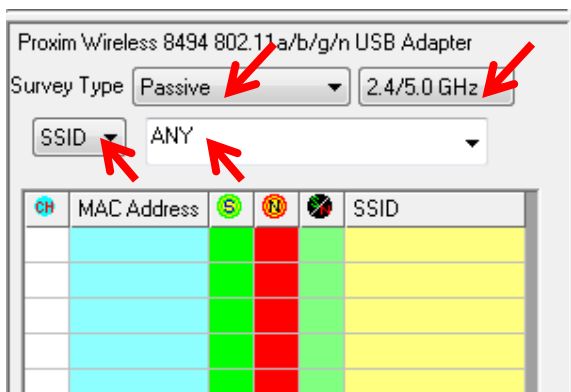 Proxim Wireless 8494 802.11a/b/g/n USB Adapter
Survey Type Passive 2.4/5.0 GHz
SSID ANY
CH MAC Address S N SSID